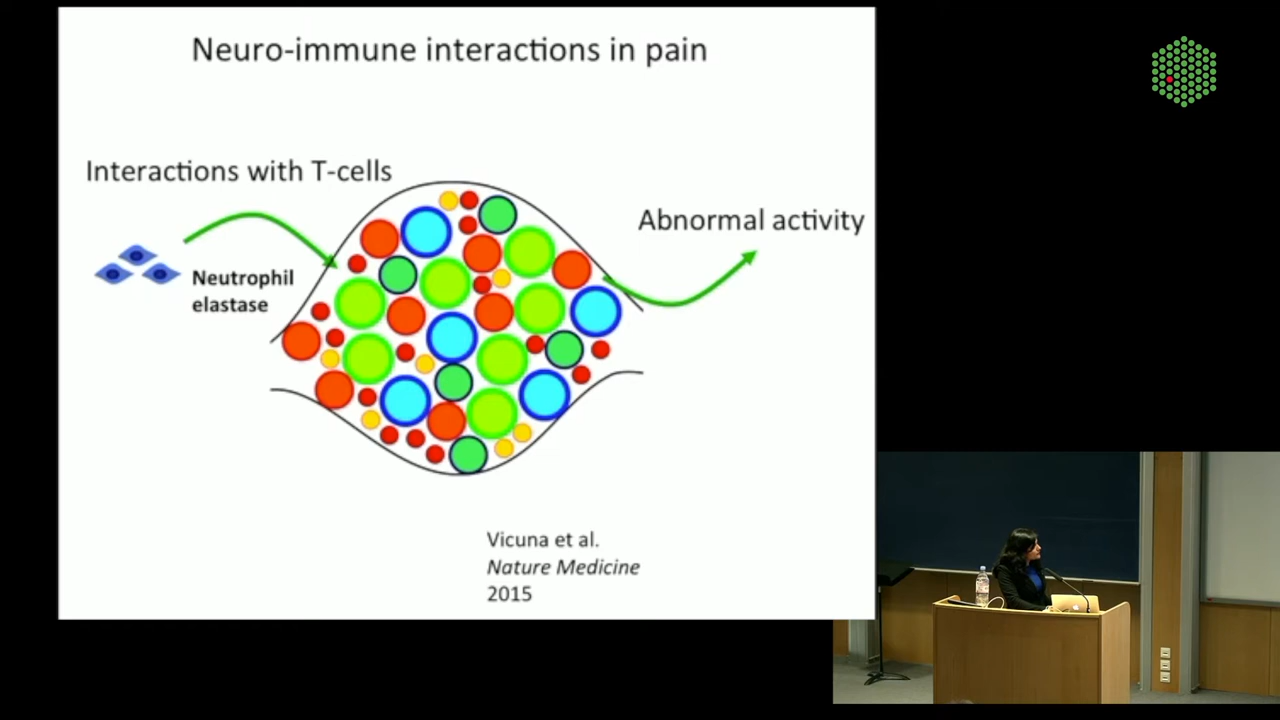 Neuro-immune interactions in pain
Interactions with T-cells
Abnormal activity
Neutrophil
elastase
Vicuna et al.
Nature Medicine
2015